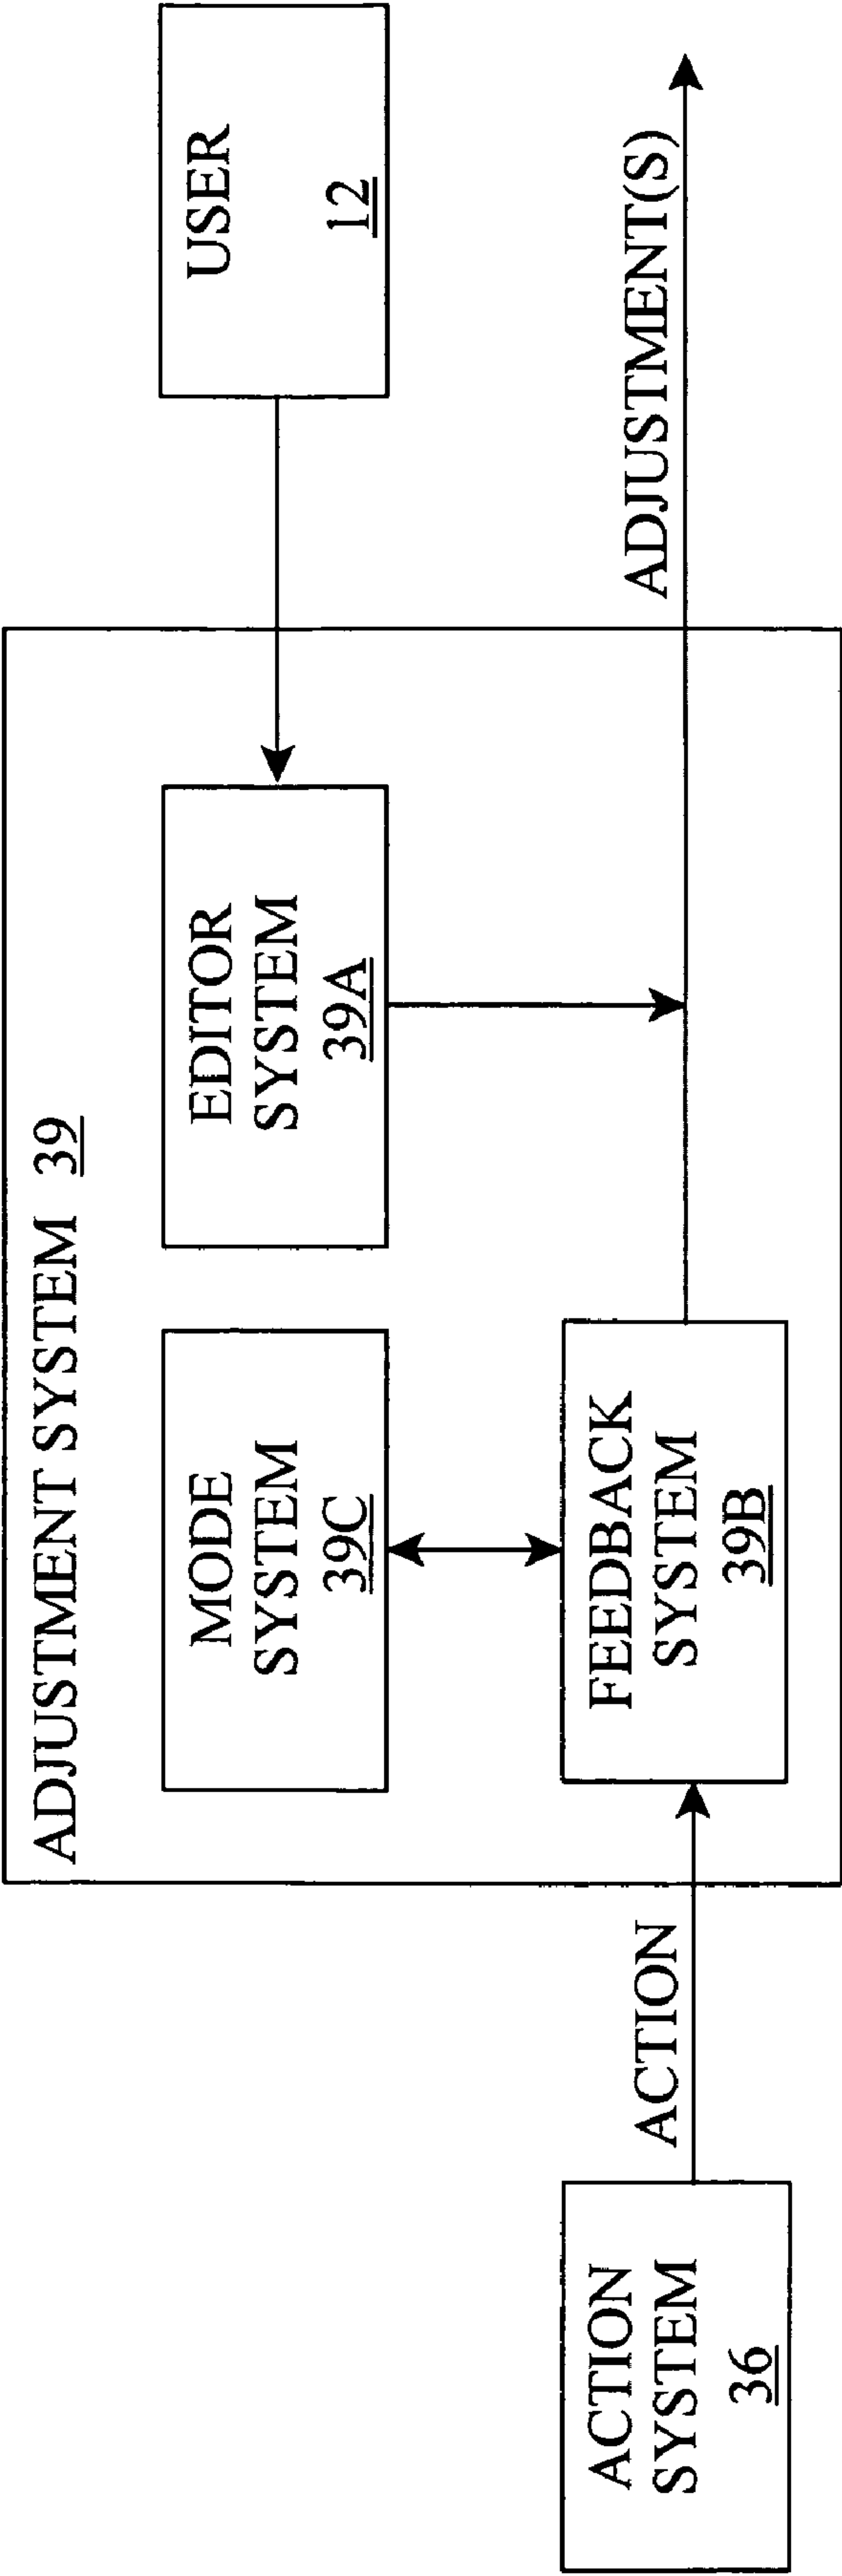 ADJUSTMENT SYSTEM 39
MODE
SYSTEM
39C
EDITOR
SYSTEM
39A
USER
12
ACTION
SYSTEM
36
ACTION
FEEDBACK
SYSTEM
39B
ADJUSTMENT(S)